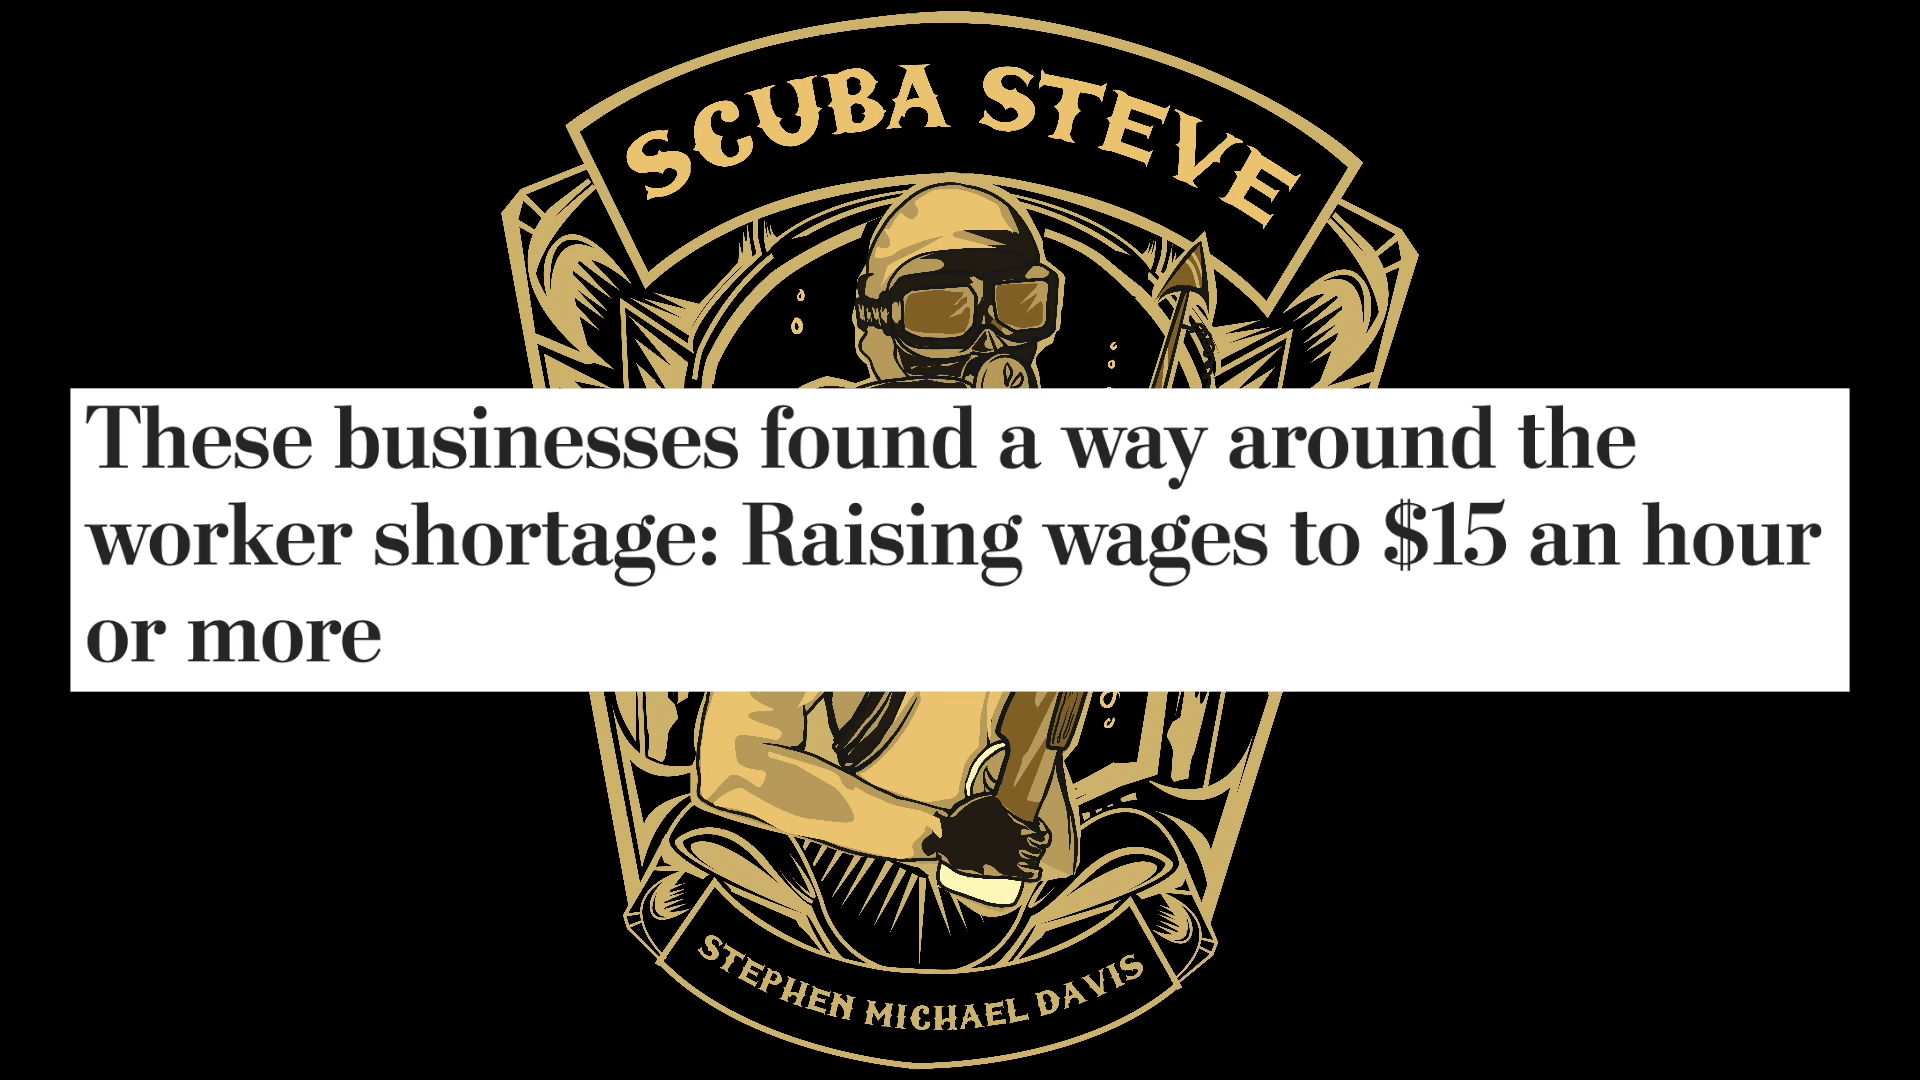 SCUBA STEVE
These businesses found a way around the
worker shortage: Raising wages to $15 an hour
or more
STEPHEN MICHAEL DAVIS